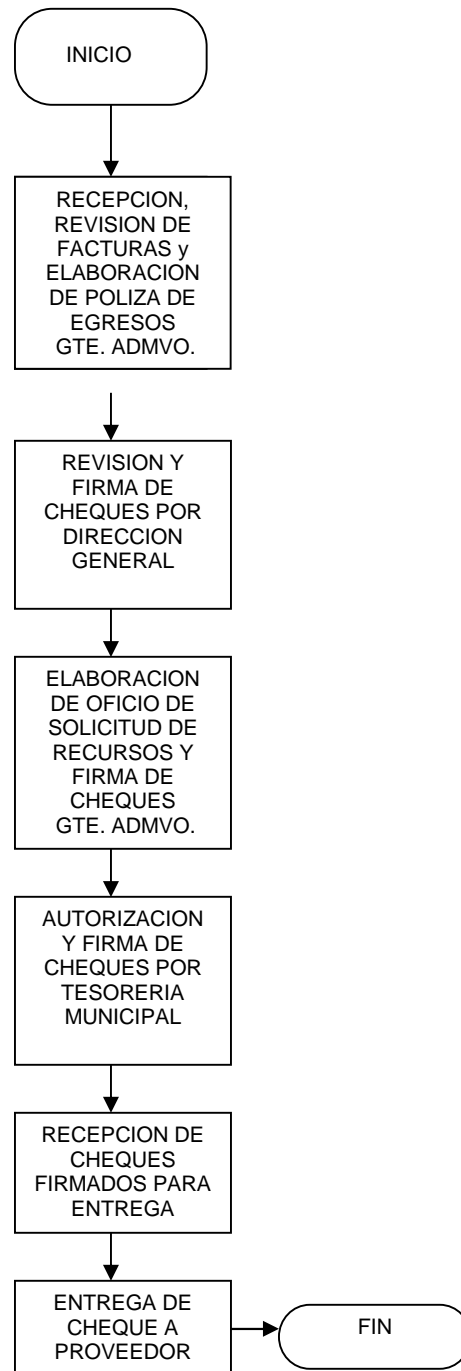 INICIO
RECEPCION,
REVISION DE
FACTURAS y
ELABORACION
DE POLIZA DE
EGRESOS
GTE. ADMVO.
REVISION Y
FIRMA DE
CHEQUES POR
DIRECCION
GENERAL
ELABORACION
DE OFICIO DE
SOLICITUD DE
RECURSOS Y
FIRMA DE
CHEQUES
GTE. ADMVO.
AUTORIZACION
Y FIRMA DE
CHEQUES POR
TESORERIA
MUNICIPAL
RECEPCION DE
CHEQUES
FIRMADOS PARA
ENTREGA
ENTREGA DE
CHEQUE A
PROVEEDOR
FIN